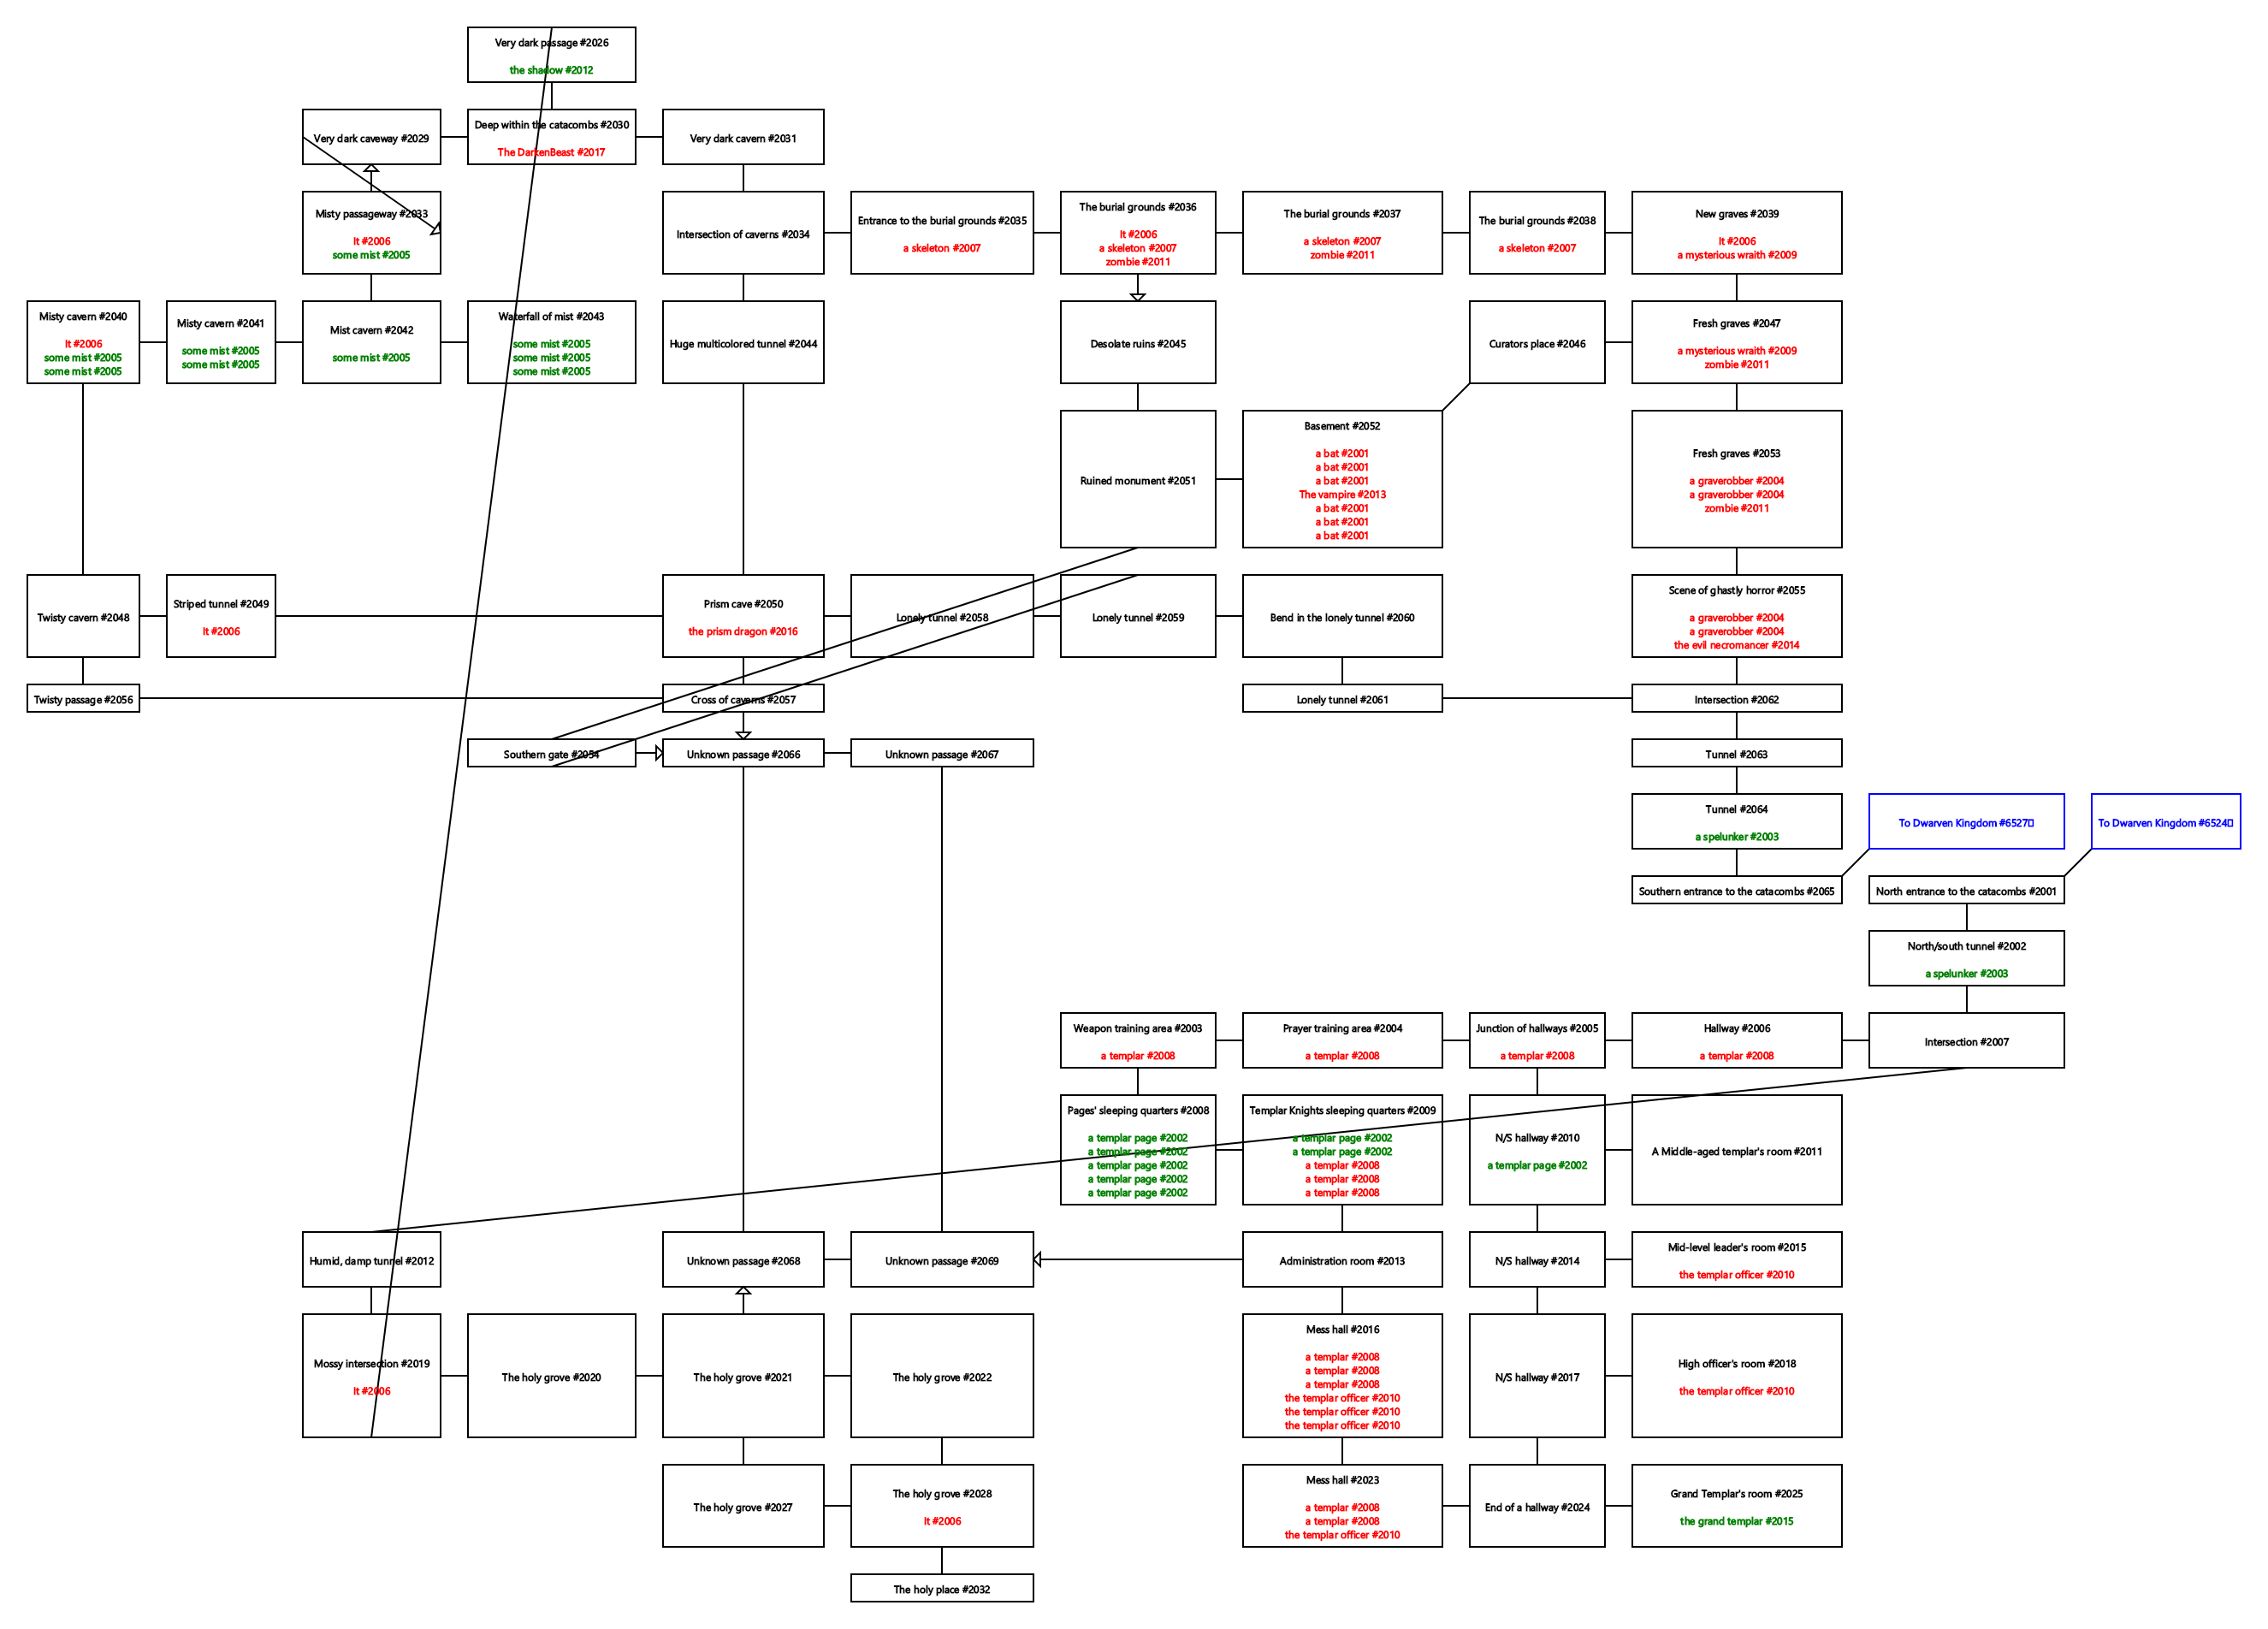 Very dark passage #2026
the shadow #2012
Very dark caveway #2029
Deep within the catacombs #2030
The DarkenBeast #2017
Very dark cavern #2031
Misty passageway #2033
It #2006
some mist #2005
Intersection of caverns #2034
Entrance to the burial grounds #2035
a skeleton #2007
The burial grounds #2036
It #2006
a skeleton #2007
zombie #2011
The burial grounds #2037
a skeleton #2007
zombie #2011
The burial grounds #2038
a skeleton #2007
New graves #2039
It #2006
a mysterious wraith #2009
Misty cavern #2040
It #2006
some mist #2005
some mist #2005
Misty cavern #2041
some mist #2005
some mist #2005
Mist cavern #2042
some mist #2005
Waterfall of mist #2043
some mist #2005
some mist #2005
some mist #2005
Huge multicolored tunnel #2044
Desolate ruins #2045
Curators place #2046
Fresh graves #2047
a mysterious wraith #2009
zombie #2011
Ruined monument #2051
Basement #2052
a bat #2001
a bat #2001
a bat #2001
The vampire #2013
a bat #2001
a bat #2001
a bat #2001
Fresh graves #2053
a graverobber #2004
a graverobber #2004
zombie #2011
Twisty cavern #2048
Striped tunnel #2049
It #2006
Prism cave #2050
the prism dragon #2016
Lonely tunnel #2058
Lonely tunnel #2059
Bend in the lonely tunnel #2060
Scene of ghastly horror #2055
a graverobber #2004
a graverobber #2004
the evil necromancer #2014
Twisty passage #2056
Cross of caverns #2057
Lonely tunnel #2061
Intersection #2062
Southern gate #2054
Unknown passage #2066
Unknown passage #2067
Tunnel #2063
Tunnel #2064
a spelunker #2003
To Dwarven Kingdom #6527
To Dwarven Kingdom #6524
Southern entrance to the catacombs #2065
North entrance to the catacombs #2001
North/south tunnel #2002
a spelunker #2003
Weapon training area #2003
a templar #2008
Prayer training area #2004
a templar #2008
Junction of hallways #2005
a templar #2008
Hallway #2006
a templar #2008
Intersection #2007
Pages' sleeping quarters #2008
a templar page #2002
a templar page #2002
a templar page #2002
a templar page #2002
a templar page #2002
Templar Knights sleeping quarters #2009
a templar page #2002
a templar page #2002
a templar #2008
a templar #2008
a templar #2008
N/S hallway #2010
a templar page #2002
A Middle-aged templar's room #2011
Humid, damp tunnel #2012
Unknown passage #2068
Unknown passage #2069
Administration room #2013
N/S hallway #2014
Mid-level leader's room #2015
the templar officer #2010
Mossy intersection #2019
It #2006
The holy grove #2020
The holy grove #2021
The holy grove #2022
Mess hall #2016
a templar #2008
a templar #2008
a templar #2008
the templar officer #2010
the templar officer #2010
the templar officer #2010
N/S hallway #2017
High officer's room #2018
the templar officer #2010
The holy grove #2027
The holy grove #2028
It #2006
Mess hall #2023
a templar #2008
a templar #2008
the templar officer #2010
End of a hallway #2024
Grand Templar's room #2025
the grand templar #2015
The holy place #2032